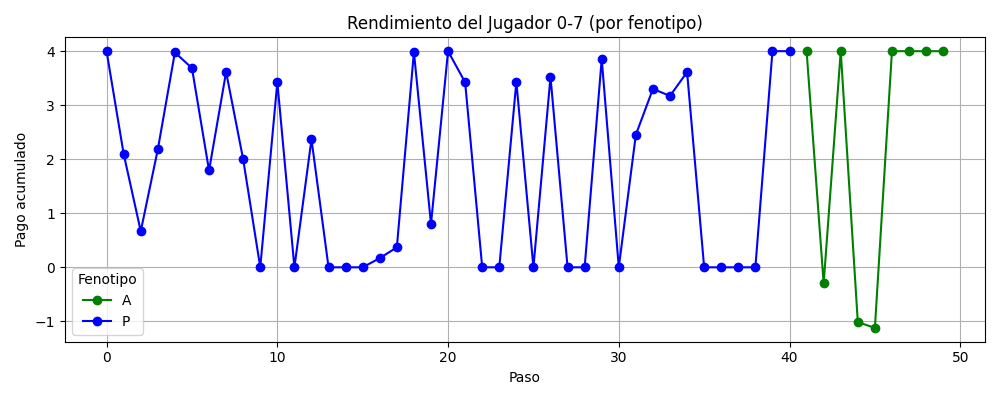 Rendimiento del Jugador 0-7 (por fenotipo)
Pago acumulado
4
3
2
1
0
−1
Fenotipo
A
P
0 10 20 30 40 50
Paso